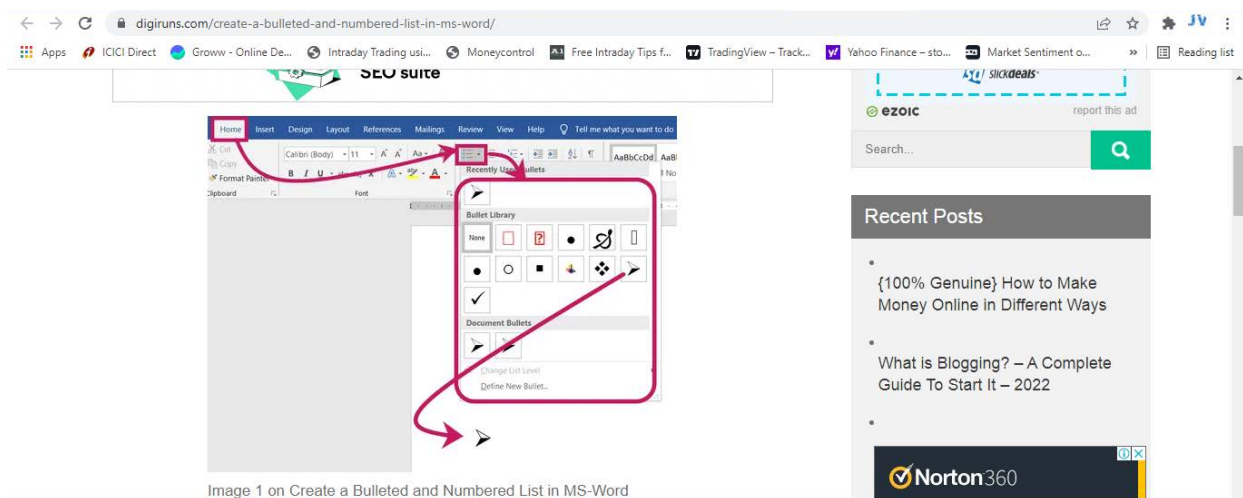 digiruns.com/create-a-bulleted-and-numbered-list-in-ms-word/
JV
Apps ICICI Direct Groww - Online De... Intraday Trading usi... Moneycontrol Free Intraday Tips f... TradingView – Track... Yahoo Finance – sto... Market Sentiment o... » Reading list
SEO suite
slickdeals
ezoic report this ad
Home Insert Design Layout References Mailings Review View Help Tell me what you want to do
Cut
Copy
Format Painter
Clipboard
Calibri (Body) 11 Aa
B I U
Font
AaBbCcDd AaB
Recently Used Bullets
Bullet Library
None
Document Bullets
Change List Level
Define New Bullet...
Image 1 on Create a Bulleted and Numbered List in MS-Word
Search...
Recent Posts
{100% Genuine} How to Make
Money Online in Different Ways
What is Blogging? – A Complete
Guide To Start It – 2022
Norton 360